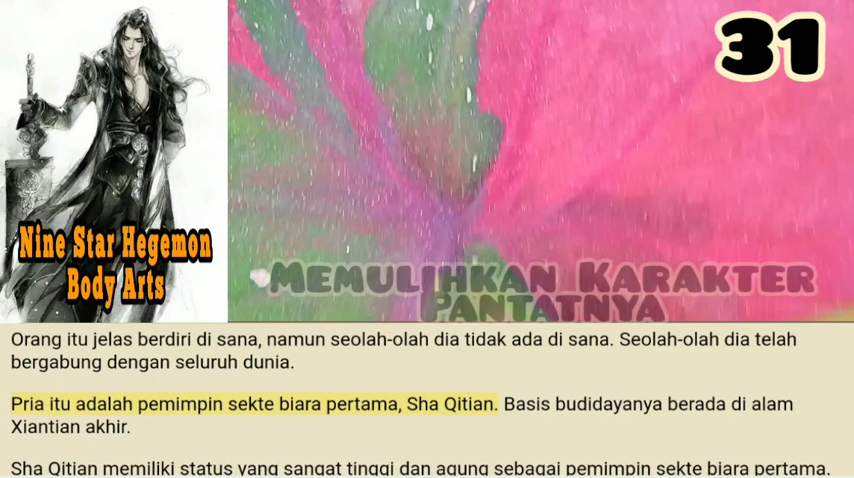 31
Nine Star Hegemon
Body Arts
Memulihkan Karakter
Pantatnya
Orang itu jelas berdiri di sana, namun seolah-olah dia tidak ada di sana. Seolah-olah dia telah
bergabung dengan seluruh dunia.
Pria itu adalah pemimpin sekte biara pertama, Sha Qitian. Basis budidayanya berada di alam
Xiantian akhir.
Sha Qitian memiliki status yang sangat tinggi dan agung sebagai pemimpin sekte biara pertama.